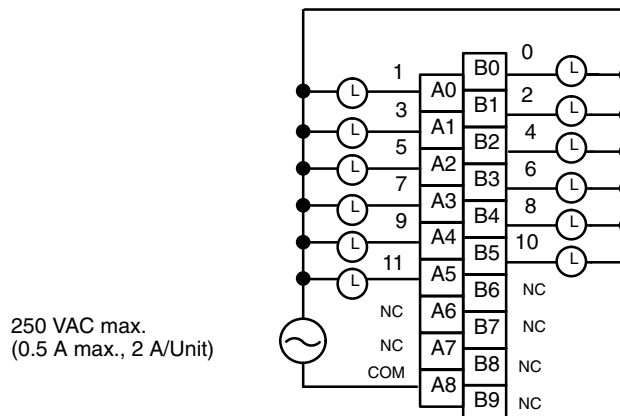 0
B0 L
1
L A0
2
B1 L
3
L A1
4
B2 L
5
L A2
6
B3 L
7
L A3
8
B4 L
9
L A4
10
B5 L
11
L A5
B6 NC
NC A6
B7 NC
NC A7
B8 NC
COM A8
B9 NC
250 VAC max.
(0.5 A max., 2 A/Unit)